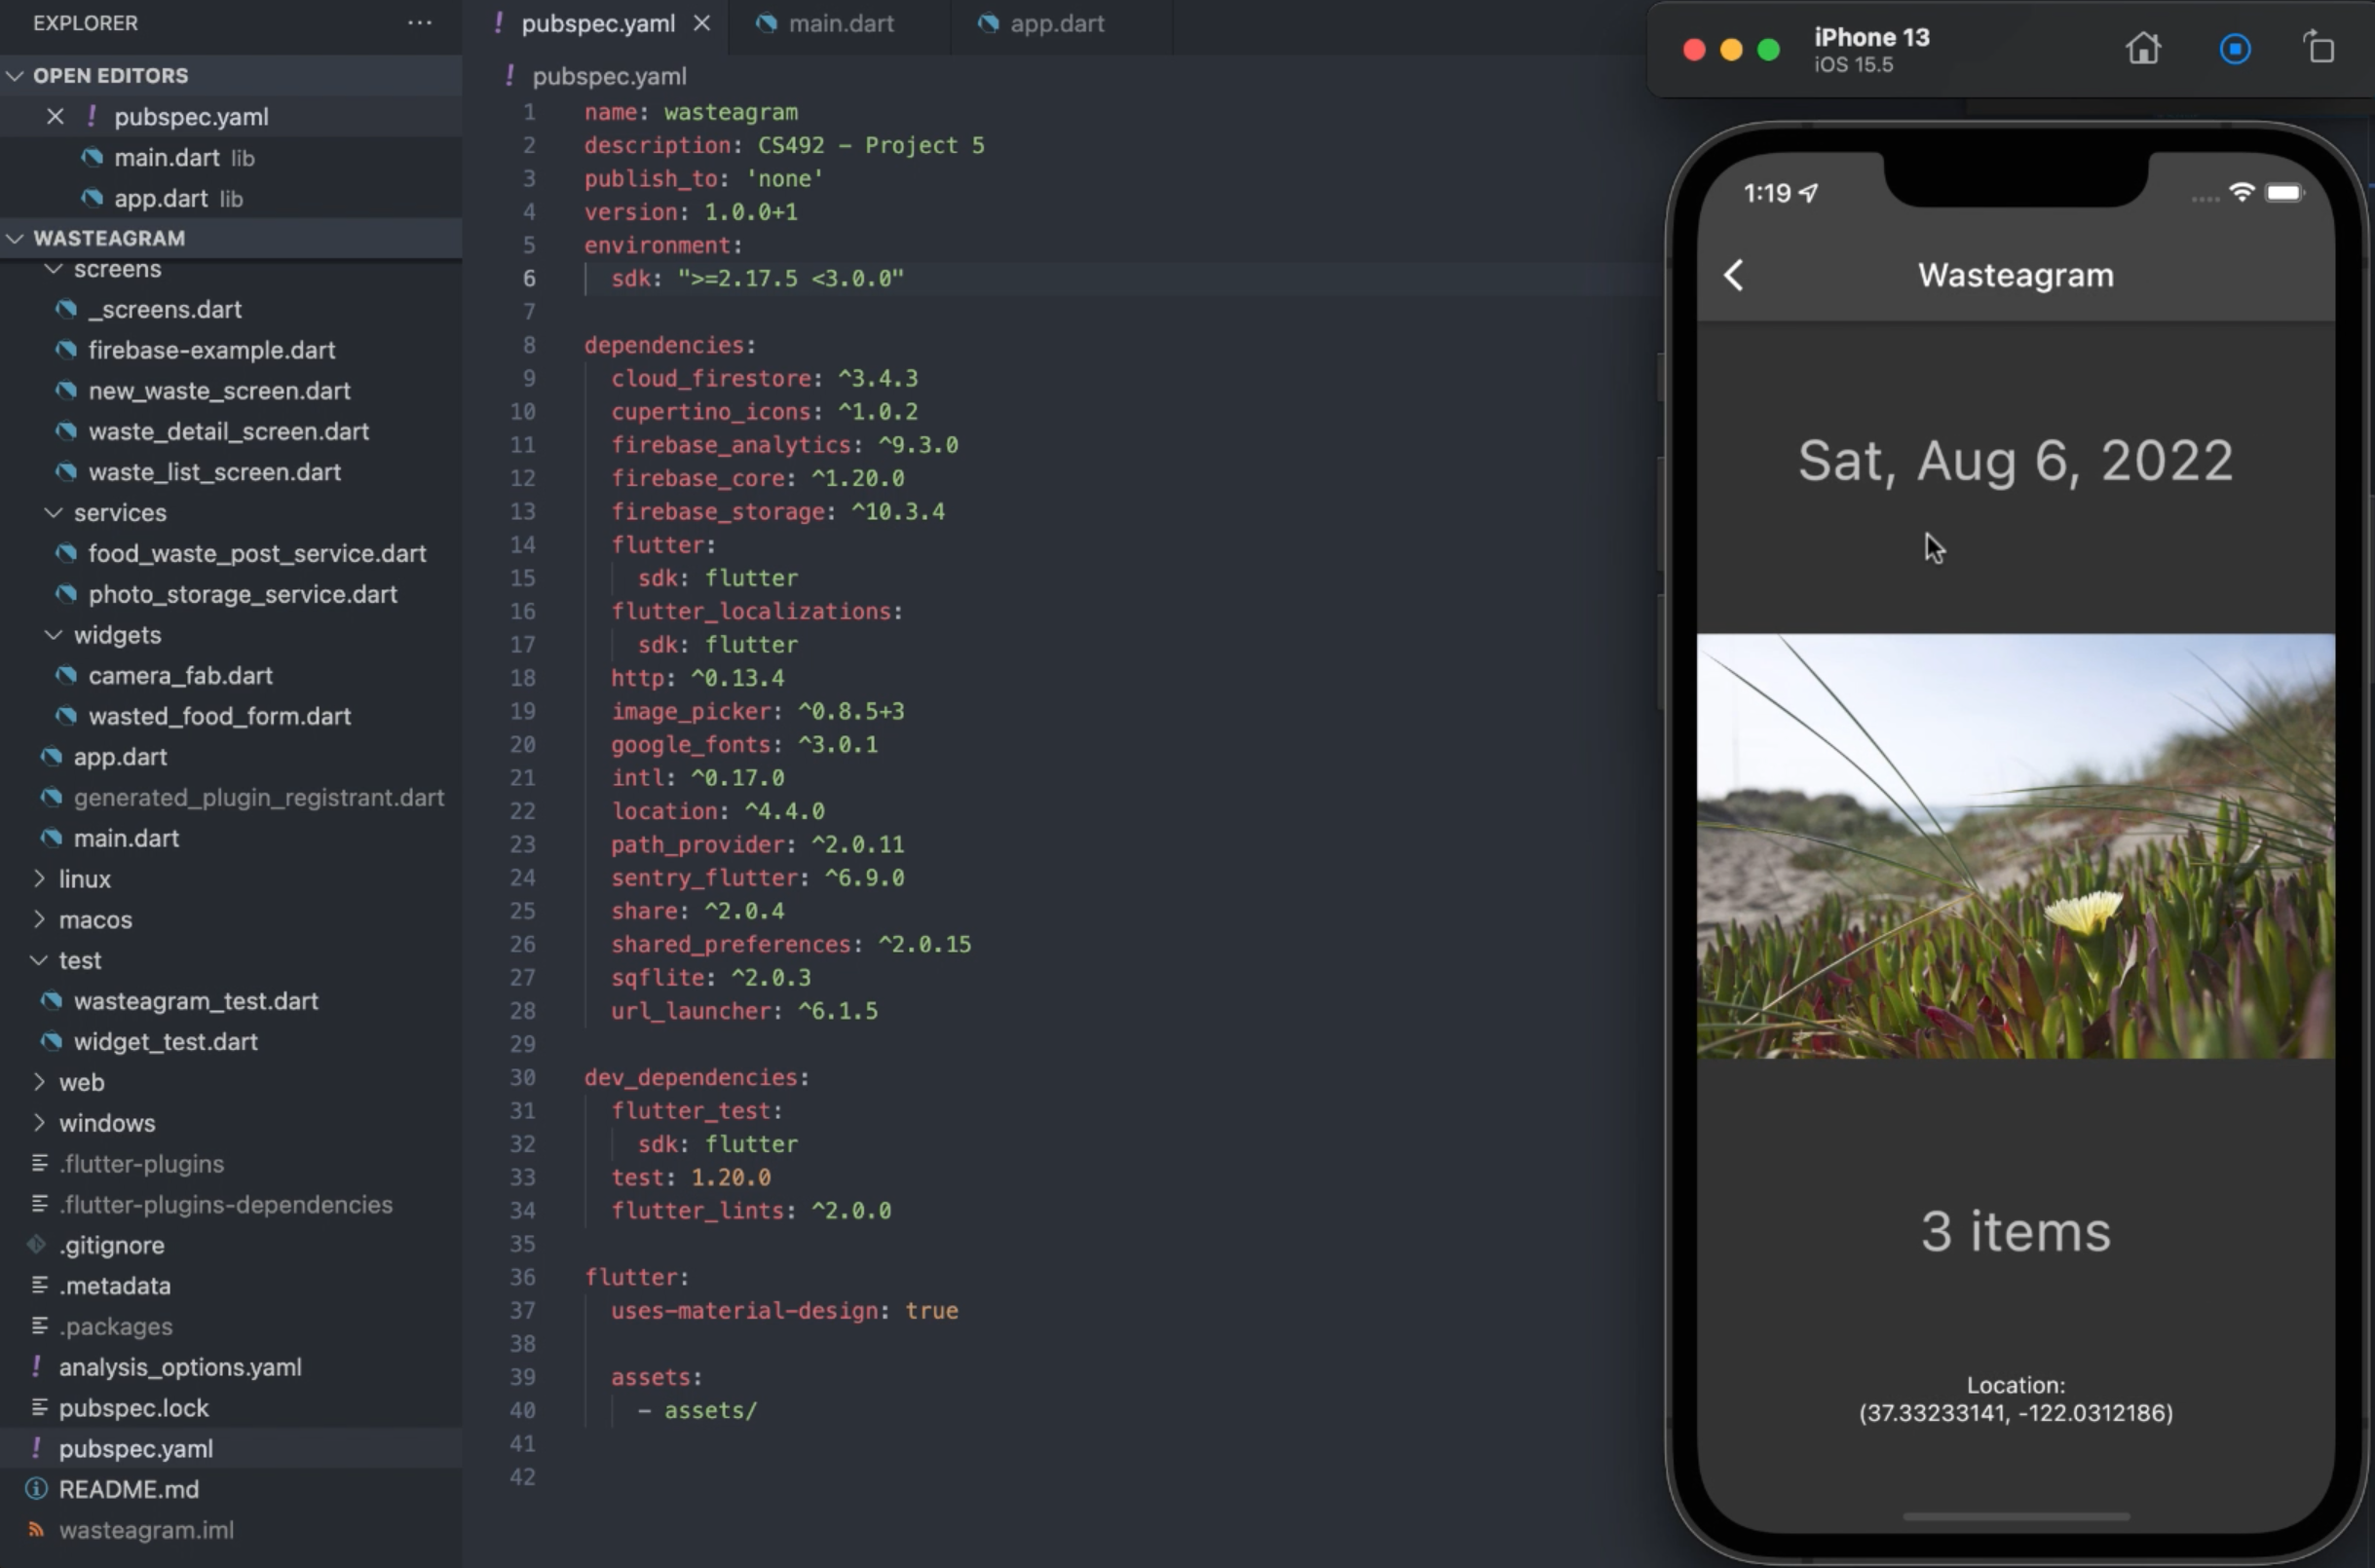 EXPLORER
OPEN EDITORS
pubspec.yaml
main.dart lib
app.dart lib
WASTEAGRAM
screens
_screens.dart
firebase-example.dart
new_waste_screen.dart
waste_detail_screen.dart
waste_list_screen.dart
services
food_waste_post_service.dart
photo_storage_service.dart
widgets
camera_fab.dart
wasted_food_form.dart
app.dart
generated_plugin_registrant.dart
main.dart
linux
macos
test
wasteagram_test.dart
widget_test.dart
web
windows
.flutter-plugins
.flutter-plugins-dependencies
.gitignore
.metadata
.packages
analysis_options.yaml
pubspec.lock
pubspec.yaml
README.md
wasteagram.iml
pubspec.yaml main.dart app.dart
pubspec.yaml
1 name: wasteagram
2 description: CS492 - Project 5
3 publish_to: 'none'
4 version: 1.0.0+1
5 environment:
6 sdk: ">=2.17.5 <3.0.0"
7
8 dependencies:
9 cloud_firestore: ^3.4.3
10 cupertino_icons: ^1.0.2
11 firebase_analytics: ^9.3.0
12 firebase_core: ^1.20.0
13 firebase_storage: ^10.3.4
14 flutter:
15 sdk: flutter
16 flutter_localizations:
17 sdk: flutter
18 http: ^0.13.4
19 image_picker: ^0.8.5+3
20 google_fonts: ^3.0.1
21 intl: ^0.17.0
22 location: ^4.4.0
23 path_provider: ^2.0.11
24 sentry_flutter: ^6.9.0
25 share: ^2.0.4
26 shared_preferences: ^2.0.15
27 sqflite: ^2.0.3
28 url_launcher: ^6.1.5
29
30 dev_dependencies:
31 flutter_test:
32 sdk: flutter
33 test: 1.20.0
34 flutter_lints: ^2.0.0
35
36 flutter:
37 uses-material-design: true
38
39 assets:
40 - assets/
41
42
iPhone 13
iOS 15.5
1:19
Wasteagram
Sat, Aug 6, 2022
3 items
Location:
(37.33233141, -122.0312186)